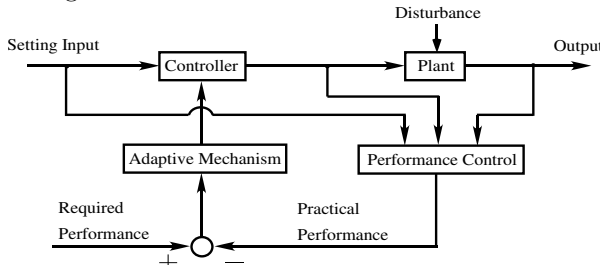 Disturbance
Setting Input
Controller
Plant
Output
Adaptive Mechanism
Performance Control
Required
Performance
Practical
Performance
+
−